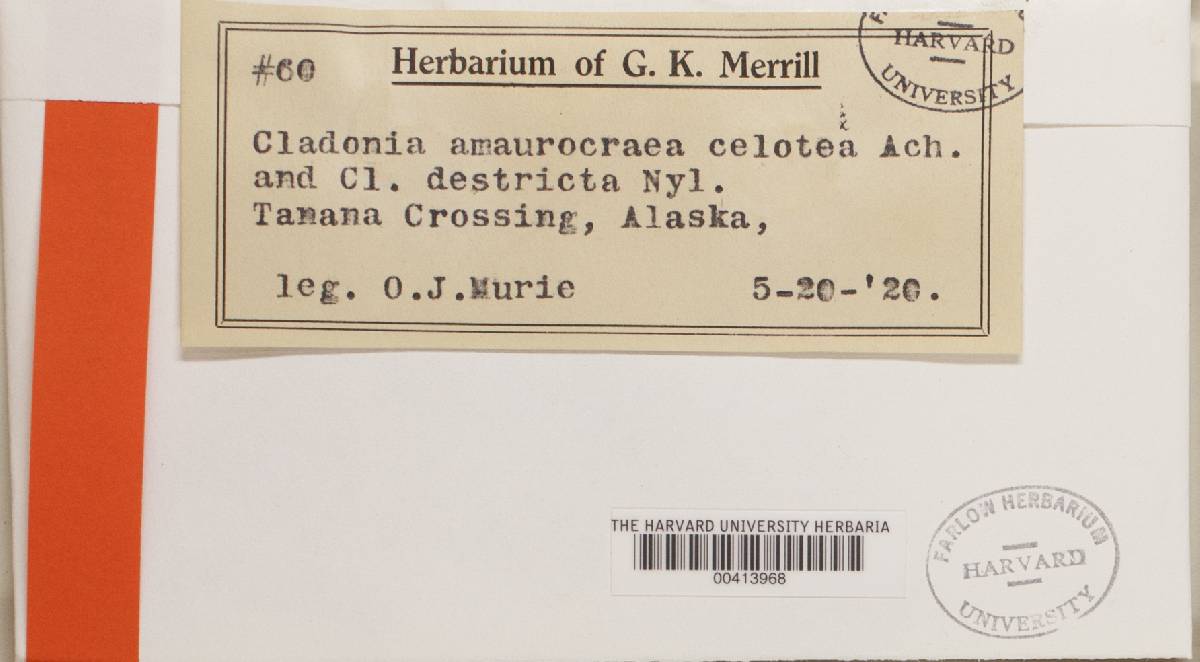 #60 Herbarium of G. K. Merrill
HARVARD
UNIVERSITY
Cladonia amaurocraea celotea Ach.
and Cl. destricta Nyl.
Tanana Crossing, Alaska,
leg. O.J.Murie 5-20-'20.
THE HARVARD UNIVERSITY HERBARIA
00413968
FARLOW HERBARIUM
HARVARD
UNIVERSITY